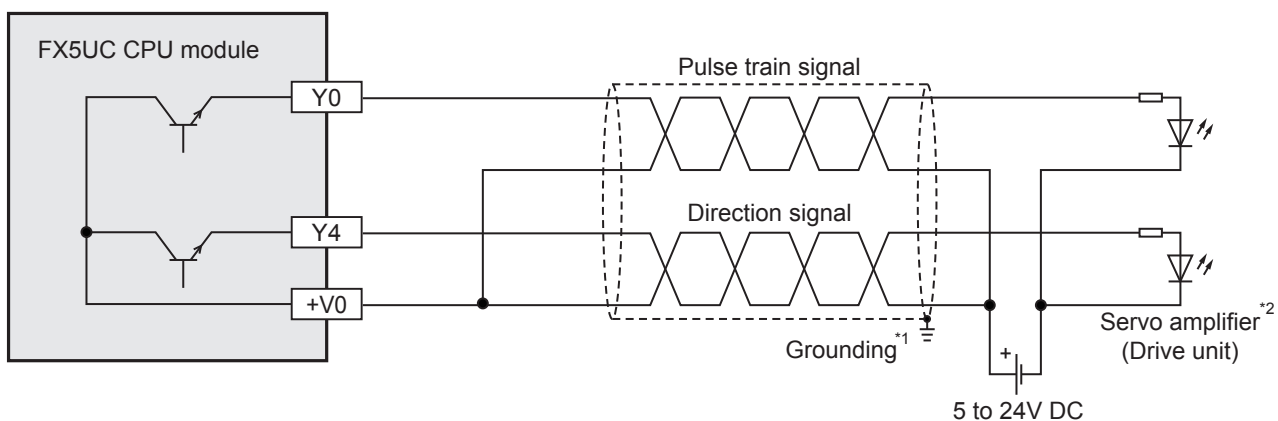 FX5UC CPU module
Pulse train signal
Y0
Direction signal
Y4
+V0
Grounding*1
Servo amplifier*2
(Drive unit)
+
5 to 24V DC